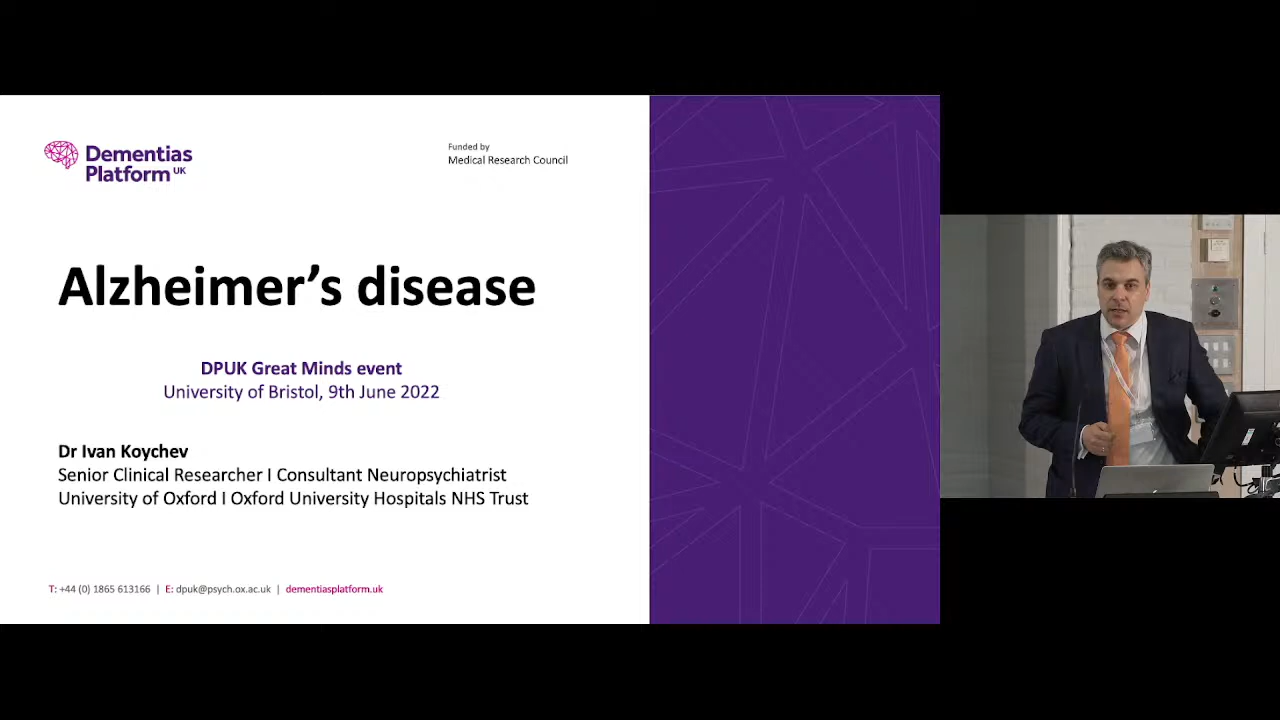 Dementias
Platform UK
Funded by
Medical Research Council
Alzheimer's disease
DPUK Great Minds event
University of Bristol, 9th June 2022
Dr Ivan Koychev
Senior Clinical Researcher I Consultant Neuropsychiatrist
University of Oxford I Oxford University Hospitals NHS Trust
T: +44 (0) 1865 613166 | E: dpuk@psych.ox.ac.uk | dementiasplatform.uk